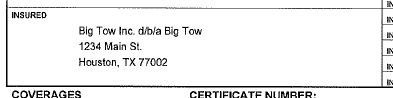 INSURED
Big Tow Inc. d/b/a Big Tow
1234 Main St.
Houston, TX 77002
COVERAGES CERTIFICATE NUMBER: